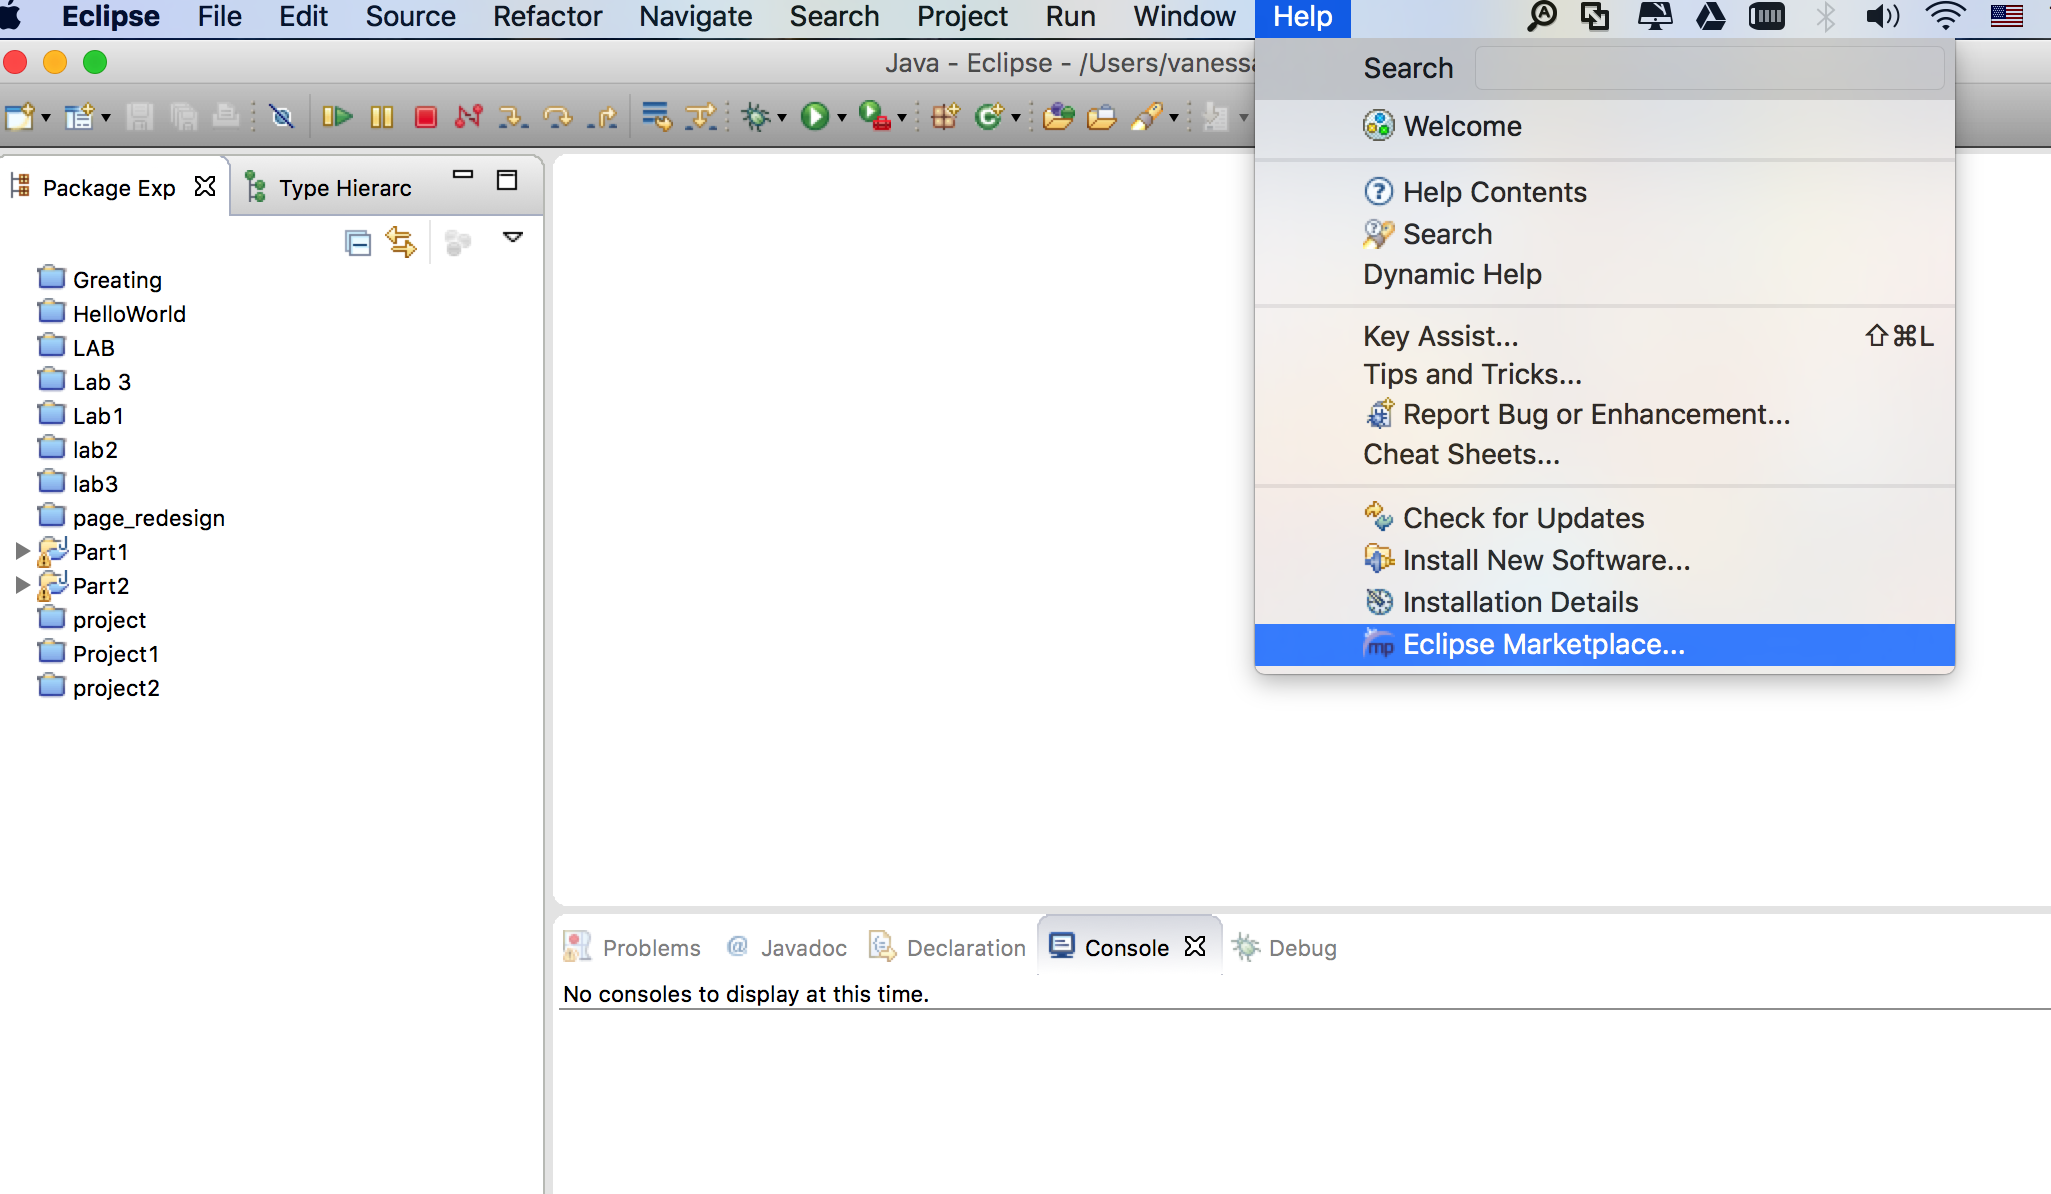 Eclipse File Edit Source Refactor Navigate Search Project Run Window Help
Java - Eclipse - /Users/vaness
Search
Welcome
Help Contents
Search
Dynamic Help
Key Assist... ⇧⌘L
Tips and Tricks...
Report Bug or Enhancement...
Cheat Sheets...
Check for Updates
Install New Software...
Installation Details
mp Eclipse Marketplace...
Package Exp Type Hierarc
Greating
HelloWorld
LAB
Lab 3
Lab1
lab2
lab3
page_redesign
Part1
Part2
project
Project1
project2
Problems @ Javadoc Declaration Console Debug
No consoles to display at this time.